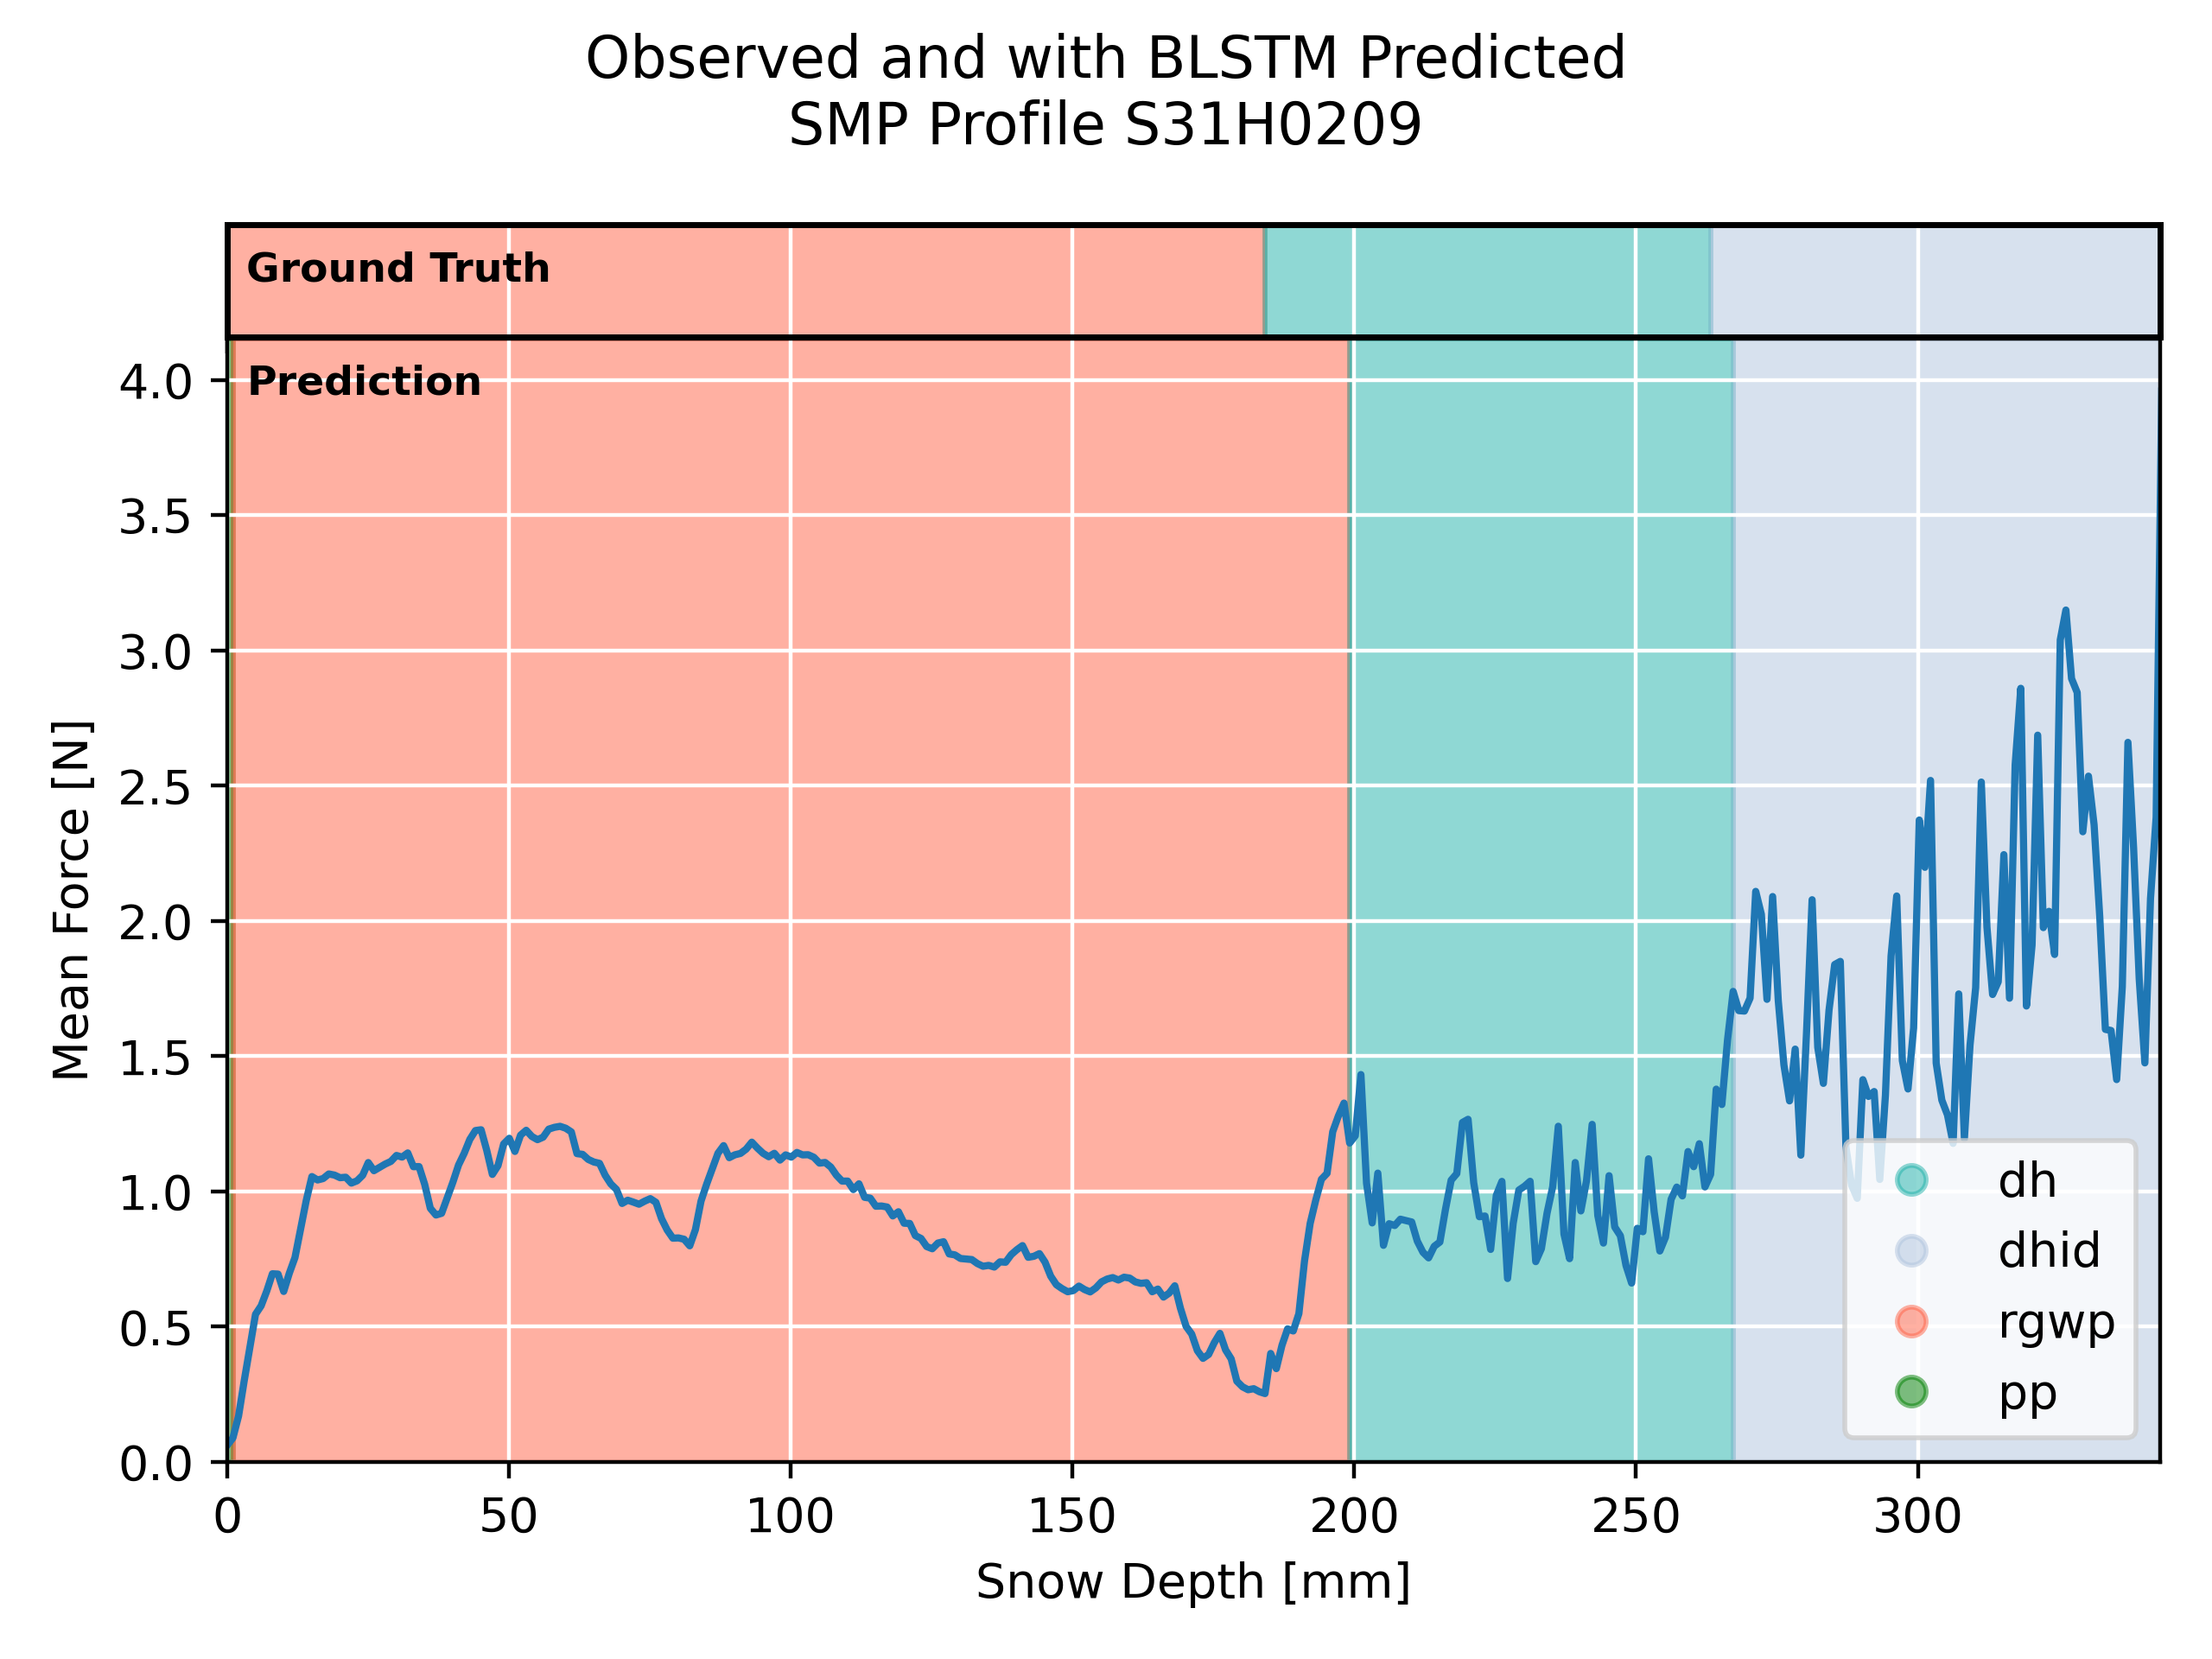 Observed and with BLSTM Predicted
SMP Profile S31H0209
Ground Truth
Prediction
4.0
3.5
3.0
2.5
2.0
1.5
1.0
0.5
0.0
Mean Force [N]
dh
dhid
rgwp
pp
0 50 100 150 200 250 300
Snow Depth [mm]